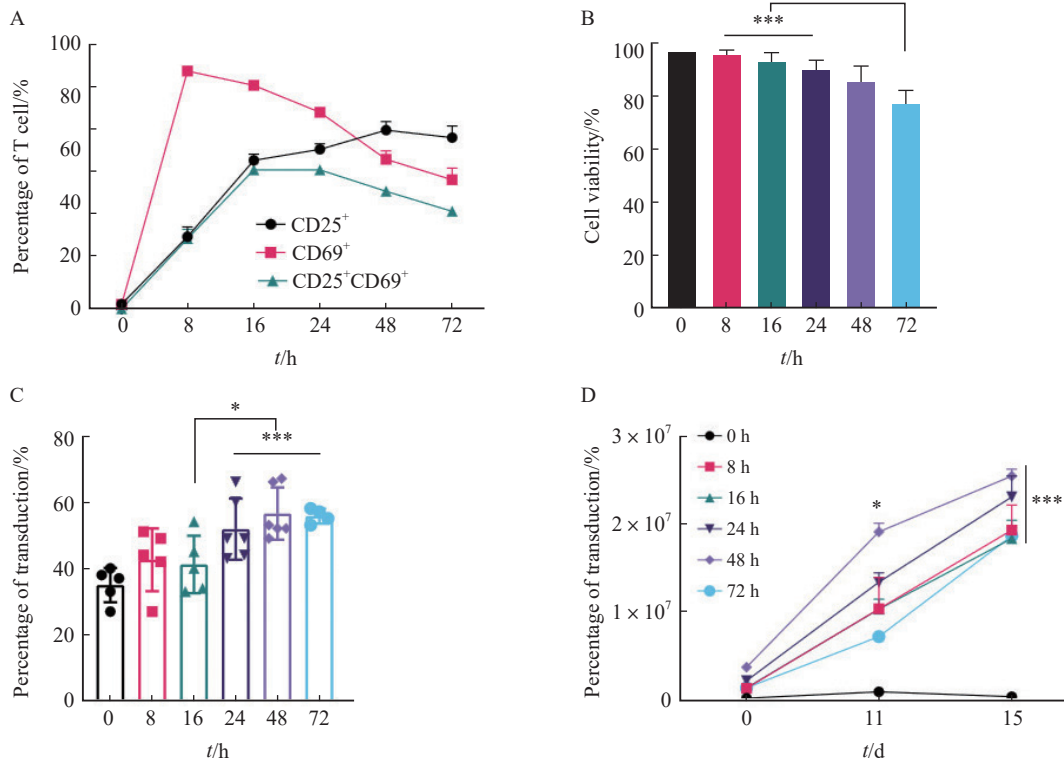 A
Percentage of T cell/%
100
80
60
40
20
0
CD25⁺
CD69⁺
CD25⁺CD69⁺
0 8 16 24 48 72
t/h
B
Cell viability/%
***
100
80
60
80
100
0 8 16 24 48 72
t/h
C
Percentage of transduction/%
*
***
80
60
40
20
0
0 8 16 24 48 72
t/h
D
Percentage of transduction/%
3 × 10⁷
2 × 10⁷
1 × 10⁷
0
0 h
8 h
16 h
24 h
48 h
72 h
*
***
0 11 15
t/d